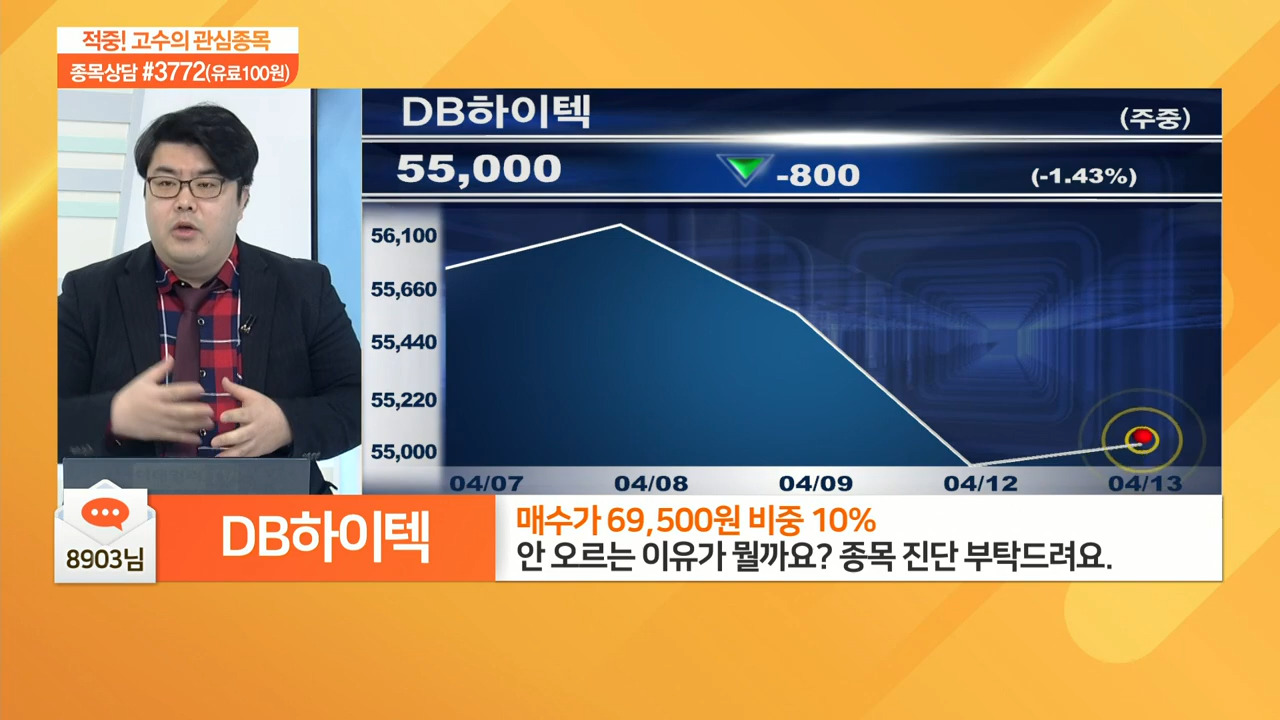 적중! 고수의 관심종목
종목상담 #3772(유료100원)
DB하이텍
(주중)
55,000
-800
(-1.43%)
56,100
55,660
55,440
55,220
55,000
04/07
04/08
04/09
04/12
04/13
8903님
DB하이텍
매수가 69,500원 비중 10%
안 오르는 이유가 뭘까요? 종목 진단 부탁드려요.